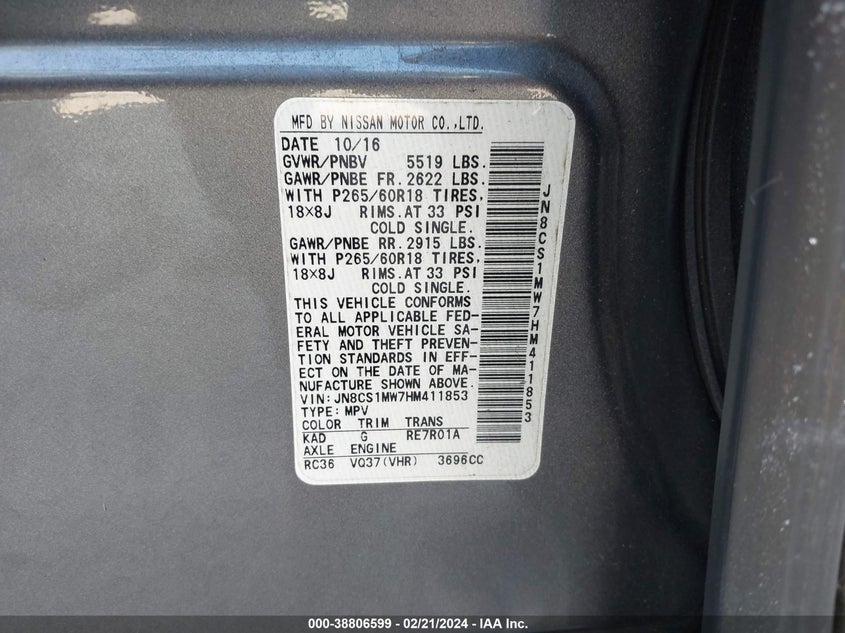 MFD BY NISSAN MOTOR CO.,LTD.
DATE 10/16
GVWR/PNBV 5519 LBS.
GAWR/PNBE FR. 2622 LBS.
WITH P265/60R18 TIRES,
18×8J RIMS.AT 33 PSI
COLD SINGLE.
GAWR/PNBE RR. 2915 LBS.
WITH P265/60R18 TIRES,
18×8J RIMS.AT 33 PSI
COLD SINGLE.
THIS VEHICLE CONFORMS
TO ALL APPLICABLE FED-
ERAL MOTOR VEHICLE SA-
FETY AND THEFT PREVEN-
TION STANDARDS IN EFF-
ECT ON THE DATE OF MA-
NUFACTURE SHOWN ABOVE.
VIN:JN8CS1MW7HM411853
TYPE:MPV
COLOR TRIM TRANS
KAD G RE7R01A
AXLE ENGINE
RC36 VQ37(VHR) 3696CC
JN8CS1MW7HM411853
000-38806599 - 02/21/2024 - IAA Inc.